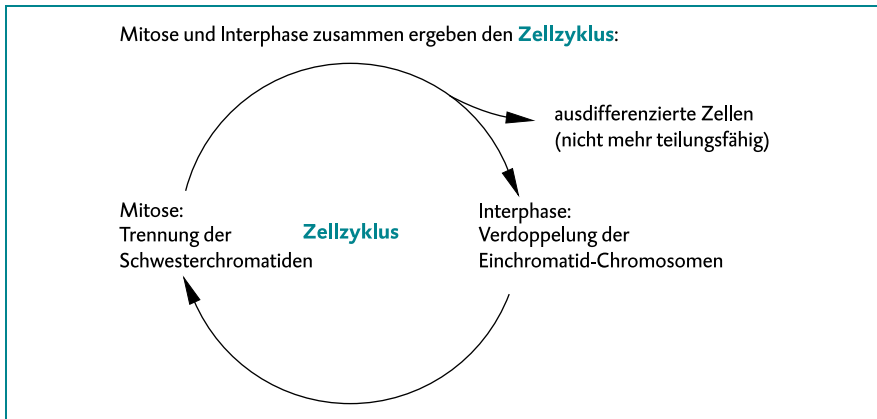 Mitose und Interphase zusammen ergeben den Zellzyklus:
ausdifferenzierte Zellen
(nicht mehr teilungsfähig)
Mitose:
Trennung der
Schwesterchromatiden
Zellzyklus
Interphase:
Verdoppelung der
Einchromatid-Chromosomen